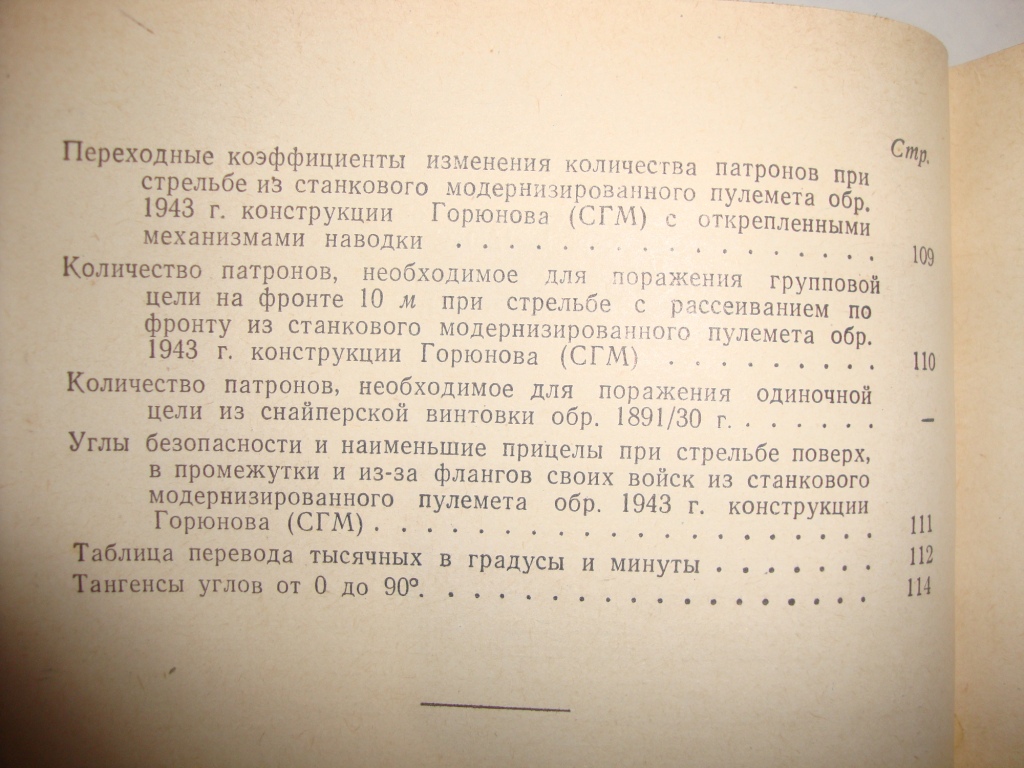 Стр.
Переходные коэффициенты изменения количества патронов при
стрельбе из станкового модернизированного пулемета обр.
1943 г. конструкции Горюнова (СГМ) с открепленными
механизмами наводки . . . . . . . . . . . . . . . . 109
Количество патронов, необходимое для поражения групповой
цели на фронте 10 м при стрельбе с рассеиванием по
фронту из станкового модернизированного пулемета обр.
1943 г. конструкции Горюнова (СГМ) . . . . . . . . . 110
Количество патронов, необходимое для поражения одиночной
цели из снайперской винтовки обр. 1891/30 г. . . . . . . —
Углы безопасности и наименьшие прицелы при стрельбе поверх,
в промежутки и из-за флангов своих войск из станкового
модернизированного пулемета обр. 1943 г. конструкции
Горюнова (СГМ) . . . . . . . . . . . . . . . . . . . 111
Таблица перевода тысячных в градусы и минуты . . . . . . . 112
Тангенсы углов от 0 до 90°. . . . . . . . . . . . . . . . . . 114